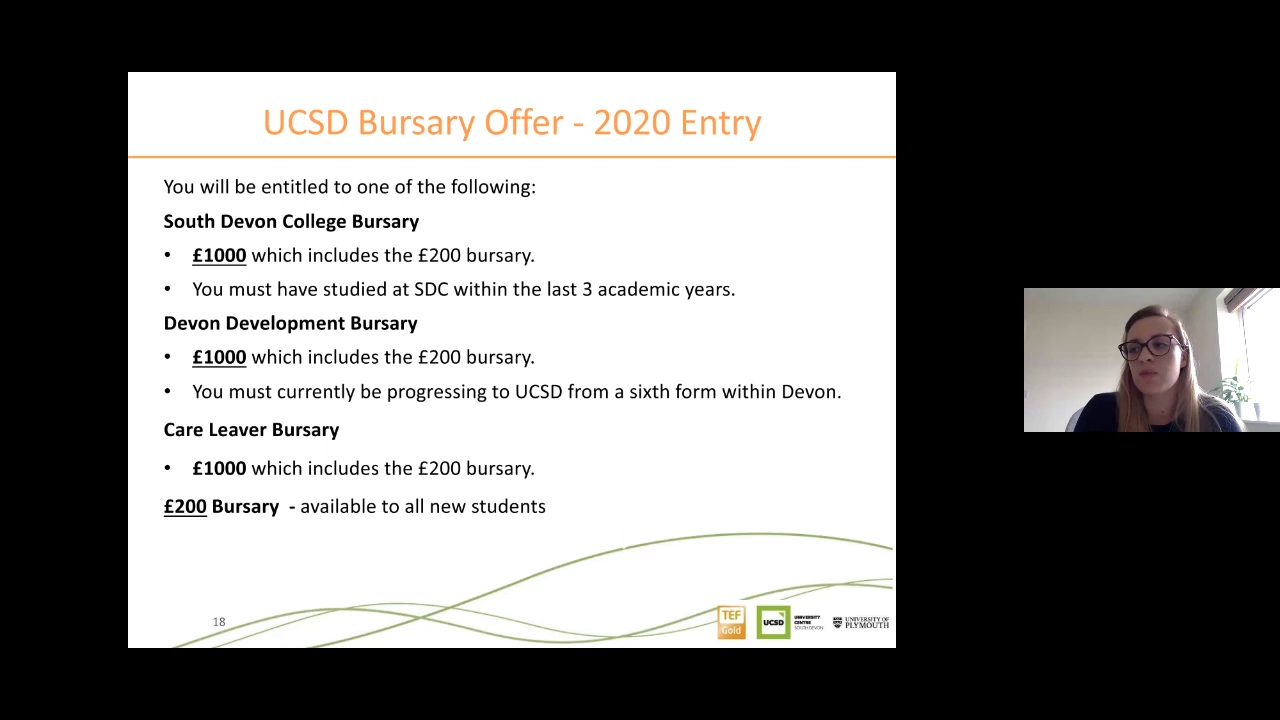 UCSD Bursary Offer - 2020 Entry
You will be entitled to one of the following:
South Devon College Bursary
• £1000 which includes the £200 bursary.
• You must have studied at SDC within the last 3 academic years.
Devon Development Bursary
• £1000 which includes the £200 bursary.
• You must currently be progressing to UCSD from a sixth form within Devon.
Care Leaver Bursary
• £1000 which includes the £200 bursary.
£200 Bursary - available to all new students
18
TEF
Gold
UCSD
UNIVERSITY
CENTRE
SOUTH DEVON
UNIVERSITY OF
PLYMOUTH